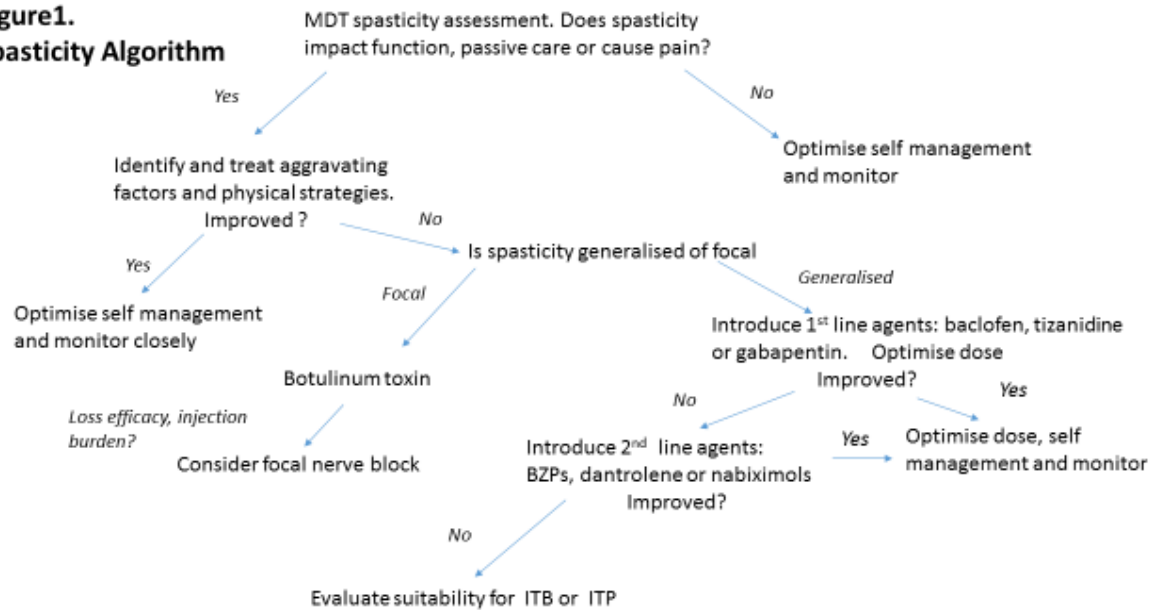 gure1.
pasticity Algorithm
MDT spasticity assessment. Does spasticity
impact function, passive care or cause pain?
Yes
No
Optimise self management
and monitor
Identify and treat aggravating
factors and physical strategies.
Improved ?
No
Yes
Is spasticity generalised of focal
Focal
Generalised
Optimise self management
and monitor closely
Introduce 1st line agents: baclofen, tizanidine
or gabapentin. Optimise dose
Improved?
Botulinum toxin
No
Yes
Loss efficacy, injection
burden?
Consider focal nerve block
Introduce 2nd line agents:
BZPs, dantrolene or nabiximols
Improved?
Yes
Optimise dose, self
management and monitor
No
Evaluate suitability for ITB or ITP